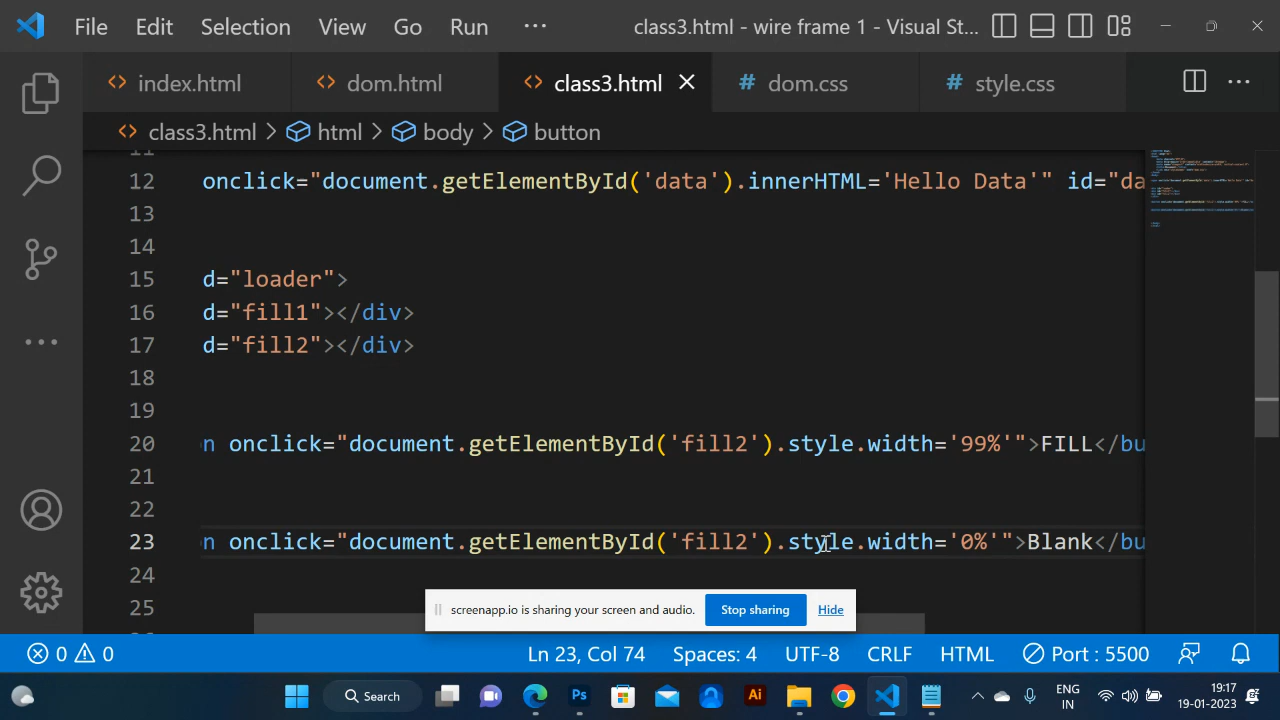 File Edit Selection View Go Run ··· class3.html - wire frame 1 - Visual St...
index.html dom.html class3.html dom.css style.css
class3.html > html > body > button
11
12 onclick="document.getElementById('data').innerHTML='Hello Data'" id="da
13
14
15 d="loader">
16 d="fill1"></div>
17 d="fill2"></div>
18
19
20 n onclick="document.getElementById('fill2').style.width='99%'">FILL</bu
21
22
23 n onclick="document.getElementById('fill2').style.width='0%'">Blank</bu
24
25
screenapp.io is sharing your screen and audio. Stop sharing Hide
0 0 Ln 23, Col 74 Spaces: 4 UTF-8 CRLF HTML Port : 5500
Search Ps Ai ENG IN 19:17 19-01-2023